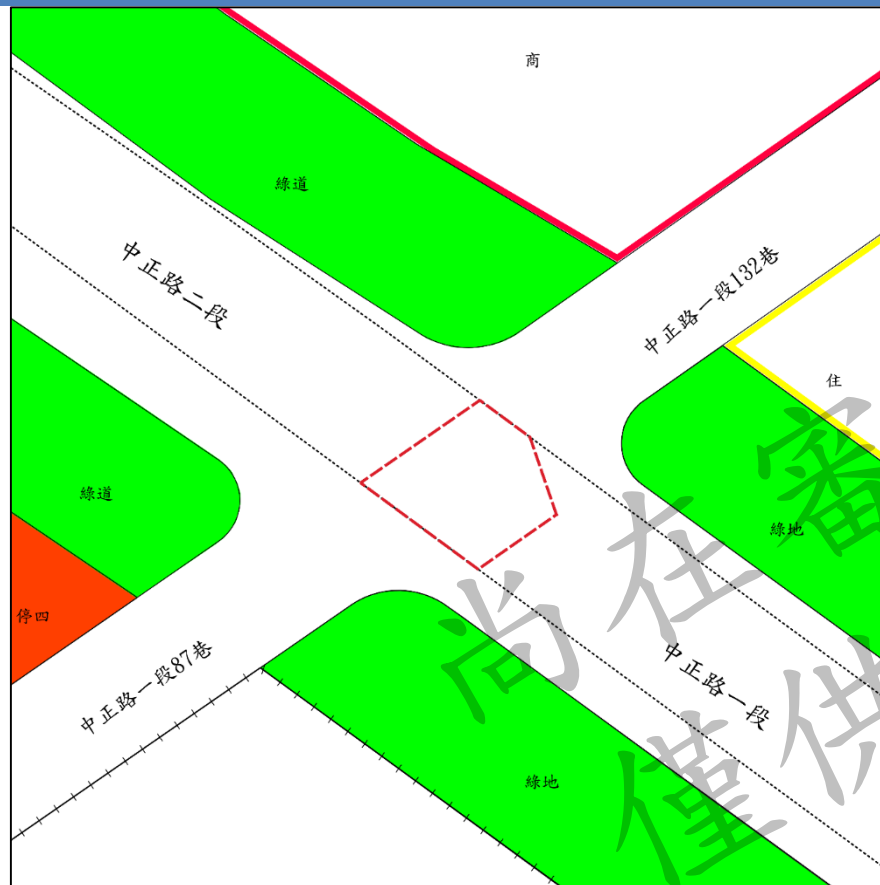 商
綠道
中正路二段
中正路一段132巷
住
綠道
綠地
停四
中正路一段87巷
中正路一段
綠地
尚在審
僅供